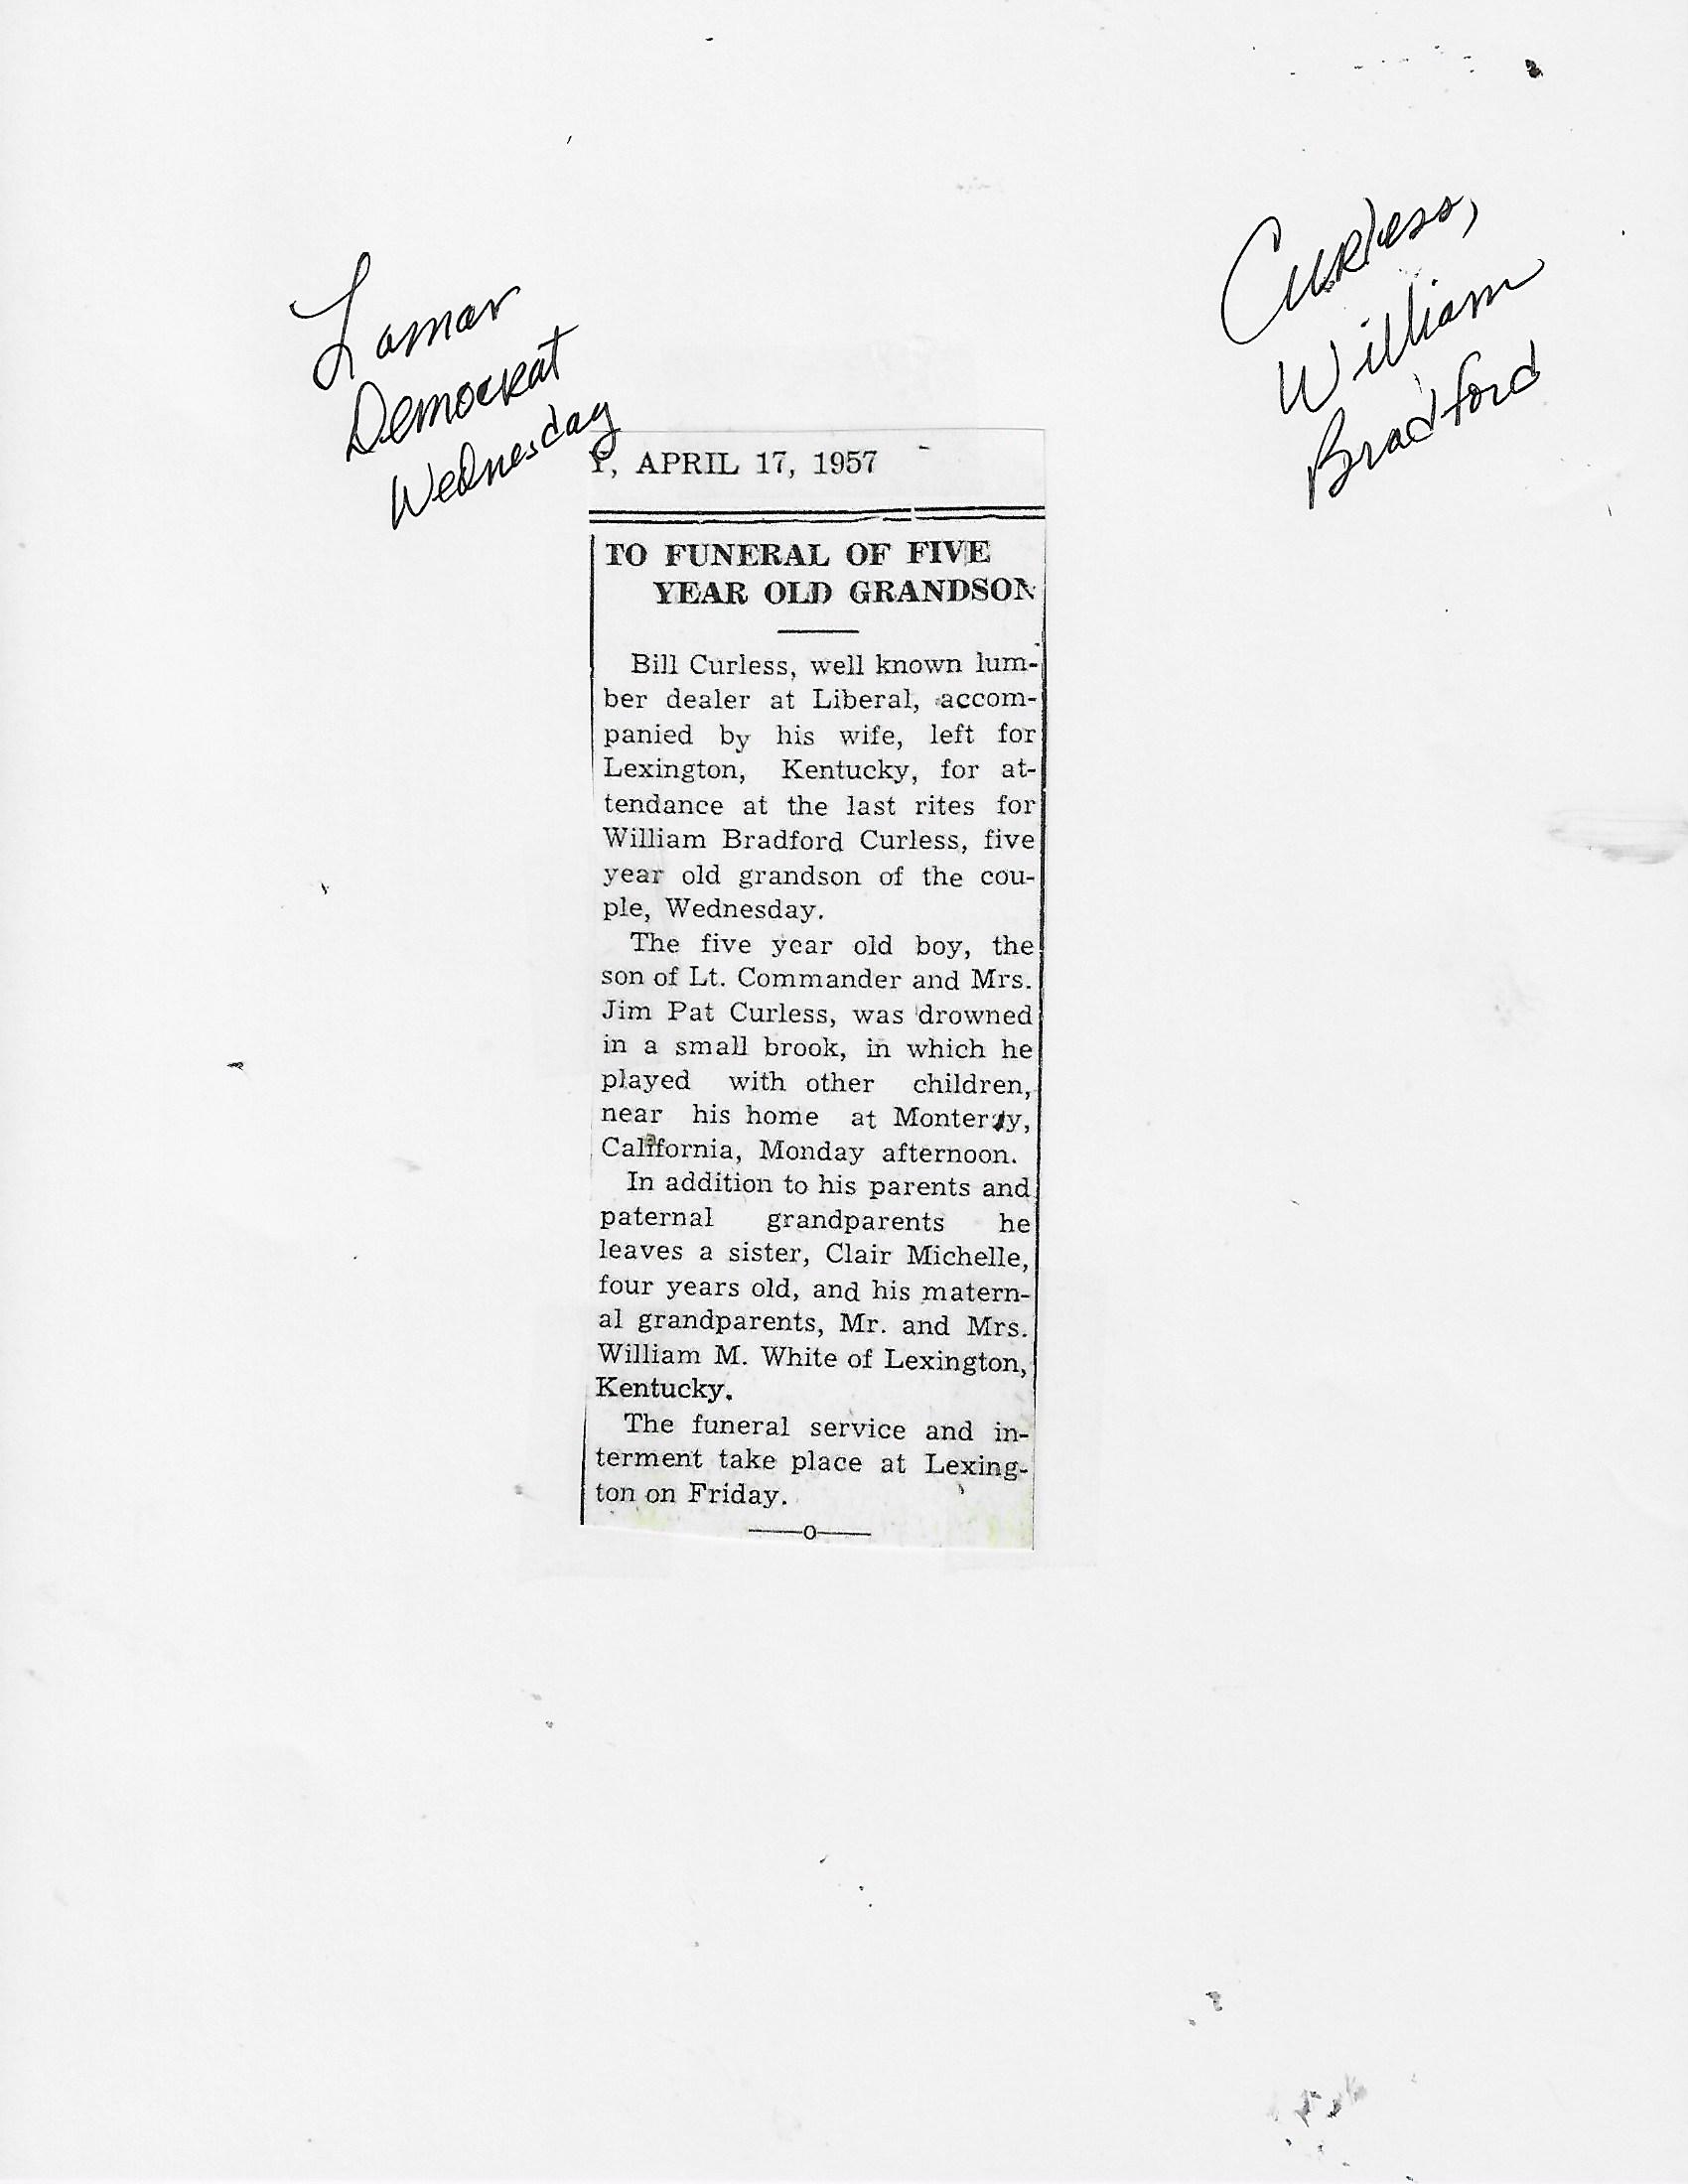 Lamar
Democrat
Wednesday
Curless,
William
Bradford
Y, APRIL 17, 1957
TO FUNERAL OF FIVE
YEAR OLD GRANDSON
Bill Curless, well known lum-
ber dealer at Liberal, accom-
panied by his wife, left for
Lexington, Kentucky, for at-
tendance at the last rites for
William Bradford Curless, five
year old grandson of the cou-
ple, Wednesday.
The five year old boy, the
son of Lt. Commander and Mrs.
Jim Pat Curless, was drowned
in a small brook, in which he
played with other children,
near his home at Monteray,
California, Monday afternoon.
In addition to his parents and
paternal grandparents he
leaves a sister, Clair Michelle,
four years old, and his matern-
al grandparents, Mr. and Mrs.
William M. White of Lexington,
Kentucky.
The funeral service and in-
terment take place at Lexing-
ton on Friday.
——o——